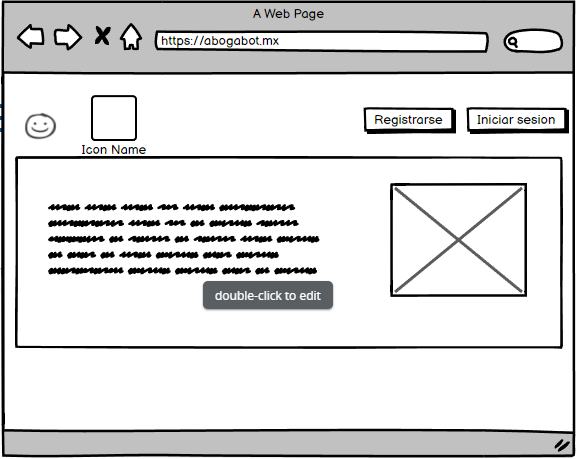 A Web Page
https://abogabot.mx
Registrarse
Iniciar sesion
Icon Name
double-click to edit